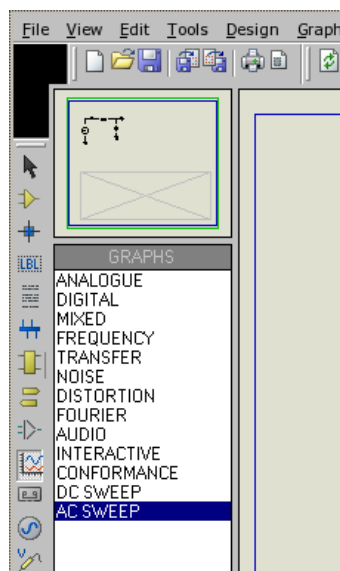 File View Edit Tools Design Graph
LBL
GRAPHS
ANALOGUE
DIGITAL
MIXED
FREQUENCY
TRANSFER
NOISE
DISTORTION
FOURIER
AUDIO
INTERACTIVE
CONFORMANCE
DC SWEEP
AC SWEEP
V